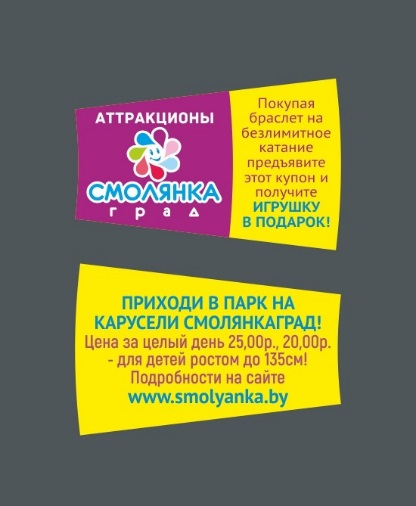 АТТРАКЦИОНЫ
СМОЛЯНКА
град
Покупая
браслет на
безлимитное
катание
предъявите
этот купон и
получите
ИГРУШКУ
В ПОДАРОК!
ПРИХОДИ В ПАРК НА
КАРУСЕЛИ СМОЛЯНКАГРАД!
Цена за целый день 25,00р., 20,00р.
- для детей ростом до 135см!
Подробности на сайте
www.smolyanka.by